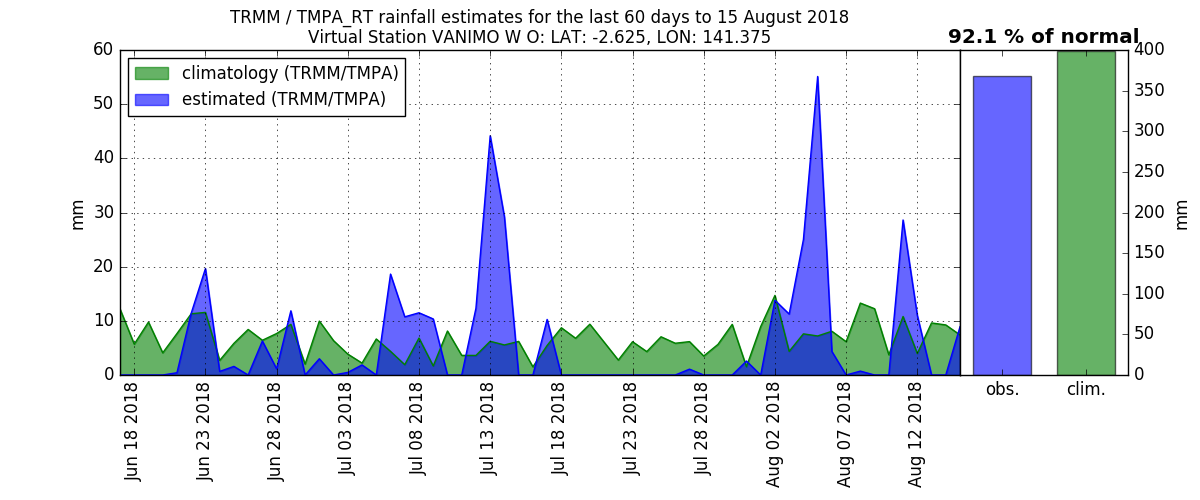 TRMM / TMPA_RT rainfall estimates for the last 60 days to 15 August 2018
Virtual Station VANIMO W O: LAT: -2.625, LON: 141.375
92.1 % of normal
climatology (TRMM/TMPA)
estimated (TRMM/TMPA)
60
50
40
30
20
10
0
mm
Jun 18 2018
Jun 23 2018
Jun 28 2018
Jul 03 2018
Jul 08 2018
Jul 13 2018
Jul 18 2018
Jul 23 2018
Jul 28 2018
Aug 02 2018
Aug 07 2018
Aug 12 2018
obs.
clim.
400
350
300
250
200
150
100
50
0
mm